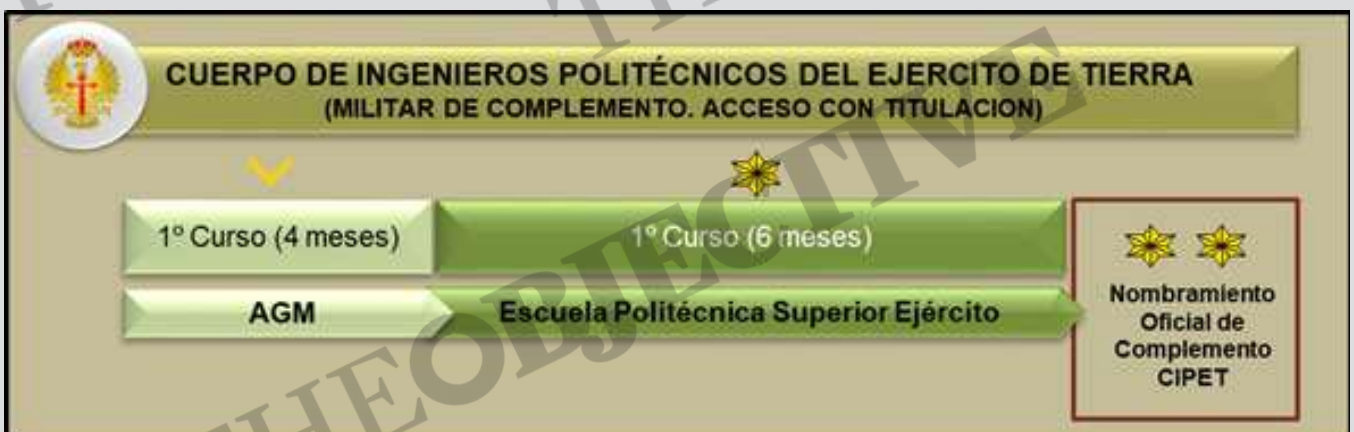 CUERPO DE INGENIEROS POLITÉCNICOS DEL EJERCITO DE TIERRA
(MILITAR DE COMPLEMENTO. ACCESO CON TITULACION)
1º Curso (4 meses)
1º Curso (6 meses)
AGM
Escuela Politécnica Superior Ejército
Nombramiento
Oficial de
Complemento
CIPET
THEOBJECTIVE